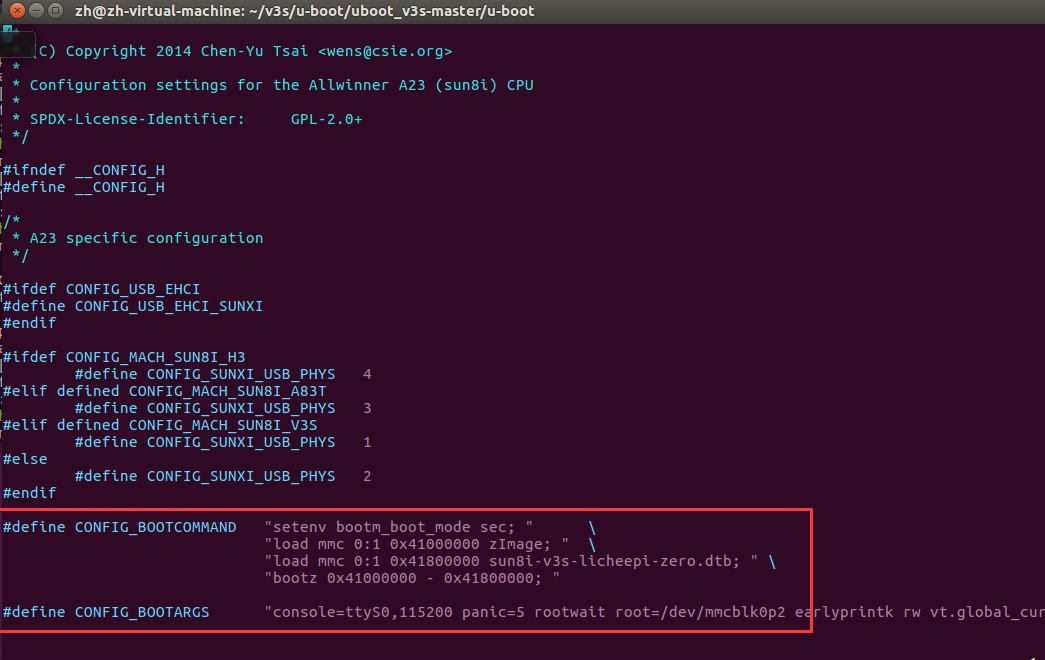 zh@zh-virtual-machine: ~/v3s/u-boot/uboot_v3s-master/u-boot
(C) Copyright 2014 Chen-Yu Tsai <wens@csie.org>
 *
 * Configuration settings for the Allwinner A23 (sun8i) CPU
 *
 * SPDX-License-Identifier:     GPL-2.0+
 */
#ifndef __CONFIG_H
#define __CONFIG_H
/*
 * A23 specific configuration
 */
#ifdef CONFIG_USB_EHCI
#define CONFIG_USB_EHCI_SUNXI
#endif
#ifdef CONFIG_MACH_SUN8I_H3
        #define CONFIG_SUNXI_USB_PHYS   4
#elif defined CONFIG_MACH_SUN8I_A83T
        #define CONFIG_SUNXI_USB_PHYS   3
#elif defined CONFIG_MACH_SUN8I_V3S
        #define CONFIG_SUNXI_USB_PHYS   1
#else
        #define CONFIG_SUNXI_USB_PHYS   2
#endif
#define CONFIG_BOOTCOMMAND   "setenv bootm_boot_mode sec; "      \
                             "load mmc 0:1 0x41000000 zImage; "  \
                             "load mmc 0:1 0x41800000 sun8i-v3s-licheepi-zero.dtb; " \
                             "bootz 0x41000000 - 0x41800000; "
#define CONFIG_BOOTARGS      "console=ttyS0,115200 panic=5 rootwait root=/dev/mmcblk0p2 earlyprintk rw vt.global_cur